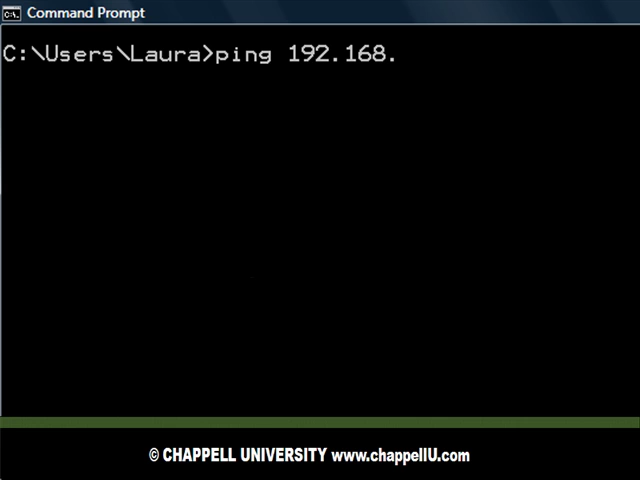 Command Prompt
C:\Users\Laura>ping 192.168.
© CHAPPELL UNIVERSITY www.chappellU.com